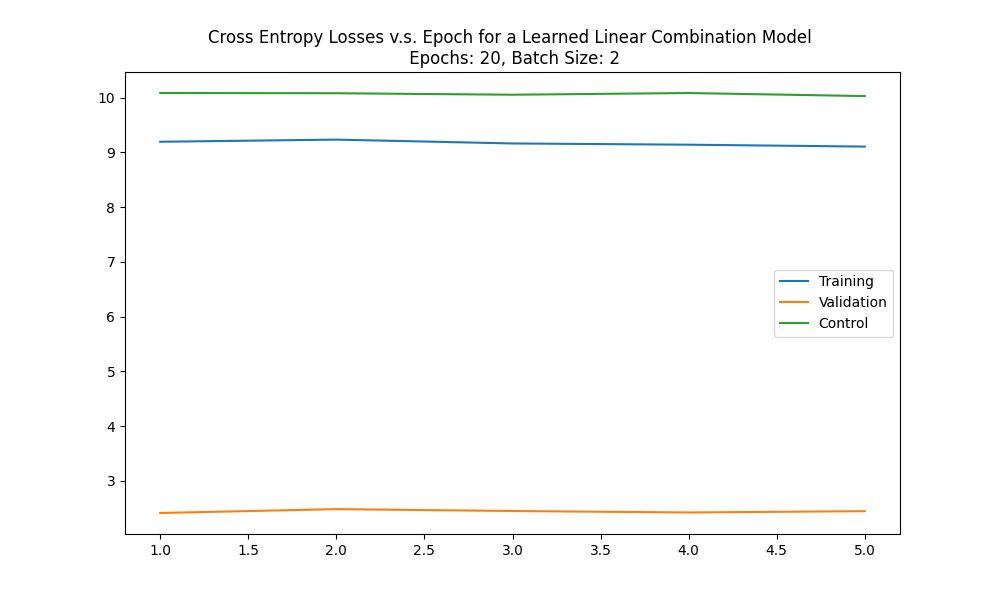 Cross Entropy Losses v.s. Epoch for a Learned Linear Combination Model
Epochs: 20, Batch Size: 2
10
9
8
7
6
5
4
3
Training
Validation
Control
1.0 1.5 2.0 2.5 3.0 3.5 4.0 4.5 5.0